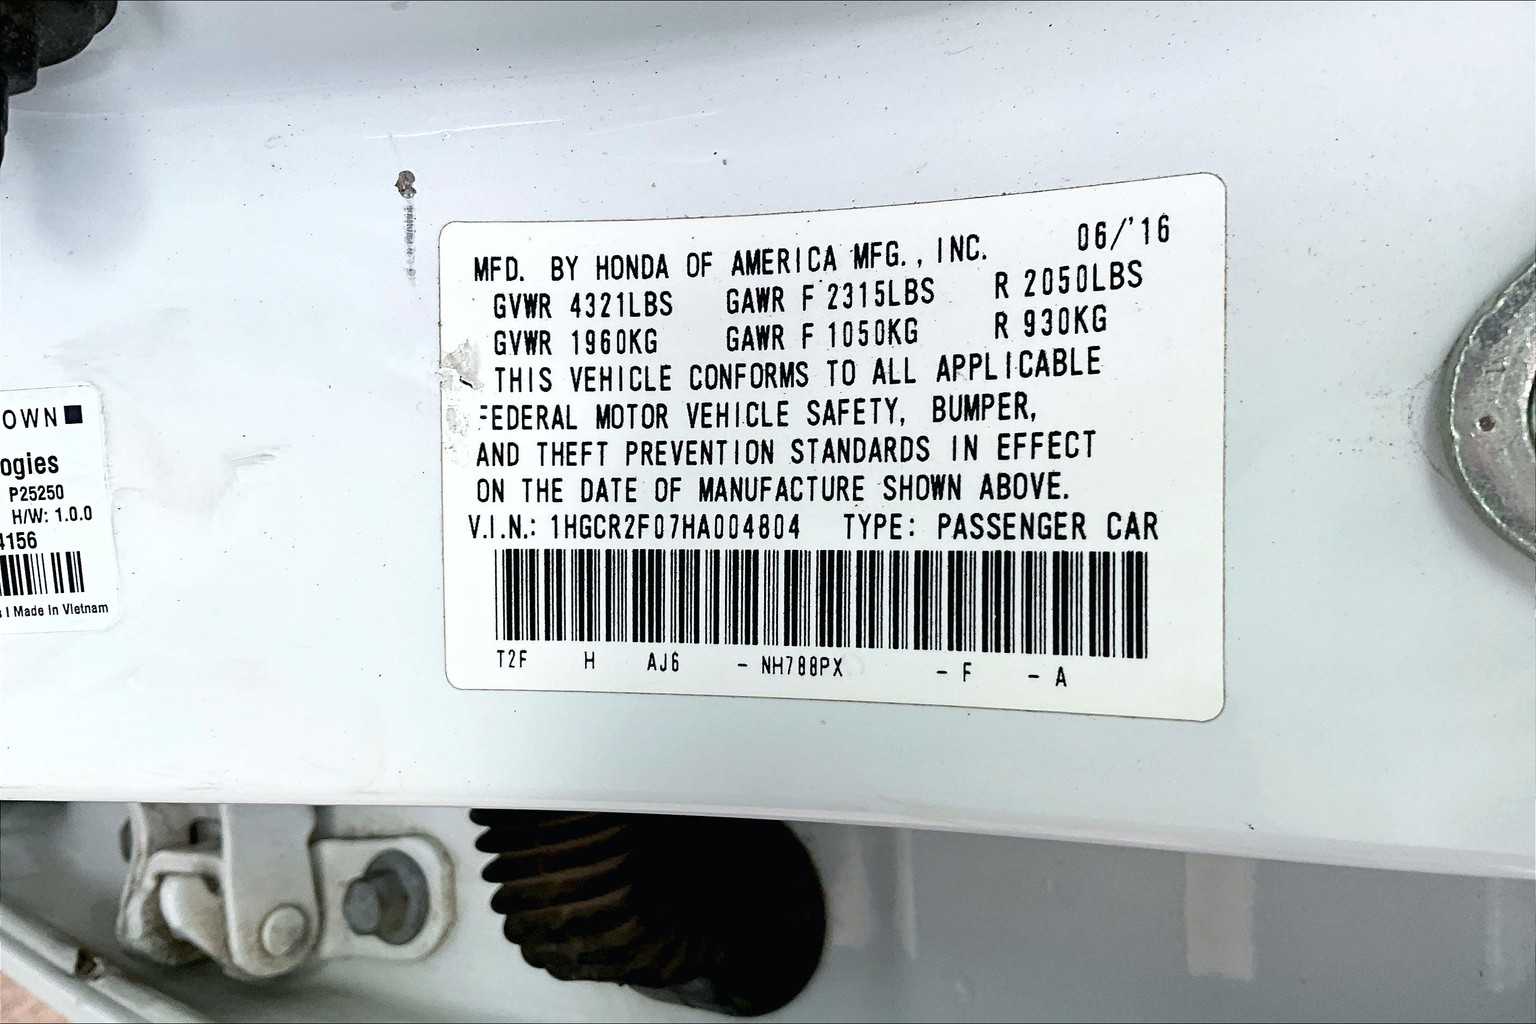 MFD. BY HONDA OF AMERICA MFG., INC. 06/'16
GVWR 4321LBS GAWR F 2315LBS R 2050LBS
GVWR 1960KG GAWR F 1050KG R 930KG
THIS VEHICLE CONFORMS TO ALL APPLICABLE
FEDERAL MOTOR VEHICLE SAFETY, BUMPER,
AND THEFT PREVENTION STANDARDS IN EFFECT
ON THE DATE OF MANUFACTURE SHOWN ABOVE.
V.I.N.: 1HGCR2F07HA004804 TYPE: PASSENGER CAR
T2F H AJ6 - NH788PX - F - A
OWN
ogies
P25250
H/W: 1.0.0
4156
| Made in Vietnam